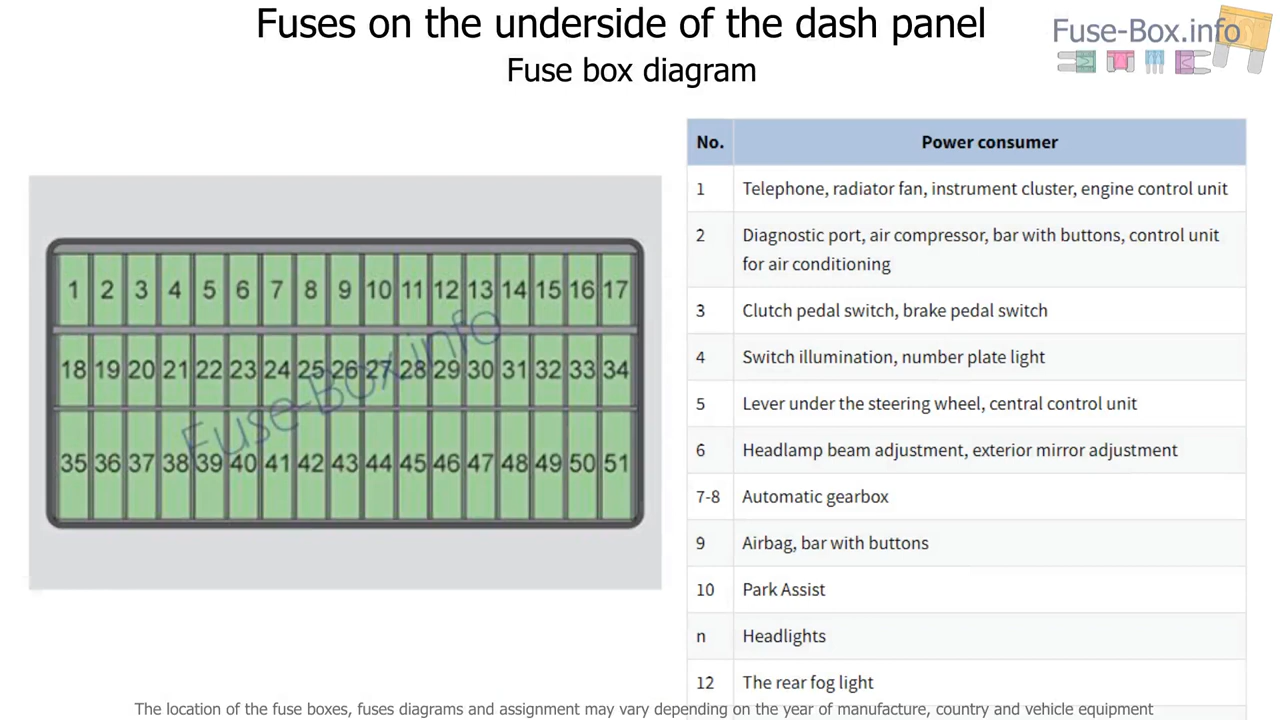 Fuses on the underside of the dash panel
Fuse box diagram
Fuse-Box.info
1 2 3 4 5 6 7 8 9 10 11 12 13 14 15 16 17
18 19 20 21 22 23 24 25 26 27 28 29 30 31 32 33 34
35 36 37 38 39 40 41 42 43 44 45 46 47 48 49 50 51
Fuse-Box.info
No. Power consumer
1 Telephone, radiator fan, instrument cluster, engine control unit
2 Diagnostic port, air compressor, bar with buttons, control unit
for air conditioning
3 Clutch pedal switch, brake pedal switch
4 Switch illumination, number plate light
5 Lever under the steering wheel, central control unit
6 Headlamp beam adjustment, exterior mirror adjustment
7-8 Automatic gearbox
9 Airbag, bar with buttons
10 Park Assist
n Headlights
12 The rear fog light
The location of the fuse boxes, fuses diagrams and assignment may vary depending on the year of manufacture, country and vehicle equipment